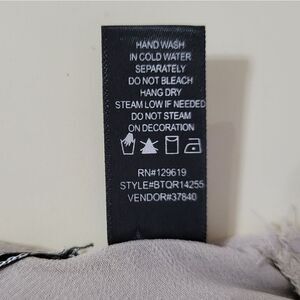 HAND WASH
IN COLD WATER
SEPARATELY
DO NOT BLEACH
HANG DRY
STEAM LOW IF NEEDED
DO NOT STEAM
ON DECORATION
RN#129619
STYLE#BTQR14255
VENDOR#37840